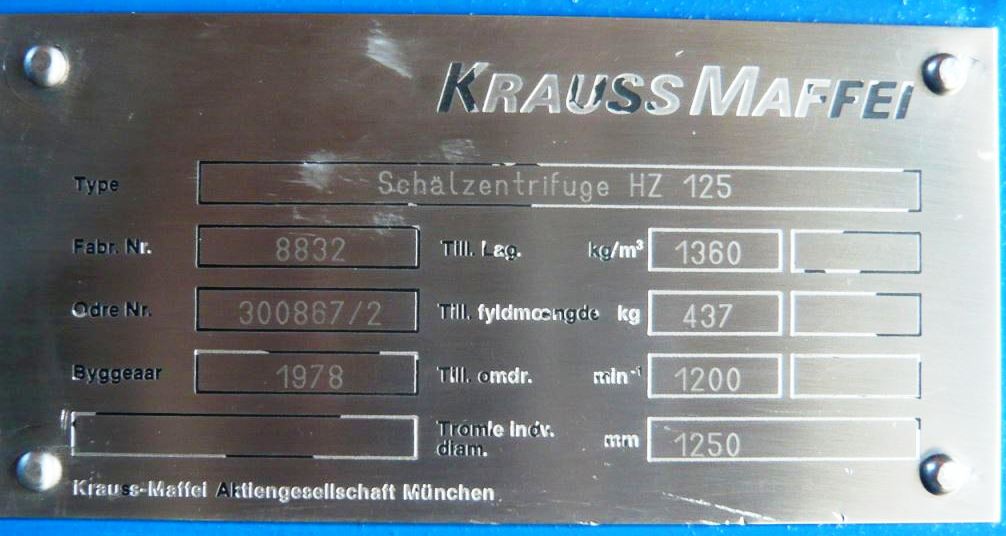 KRAUSS MAFFEI
Type Schälzentrifuge HZ 125
Fabr. Nr. 8832 Till. Lag. kg/m³ 1360
Odre Nr. 300867/2 Till. fyldmœngde kg 437
Byggeaar 1978 Till. omdr. min⁻¹ 1200
Tromle indv. diam. mm 1250
Krauss-Maffei Aktiengesellschaft München